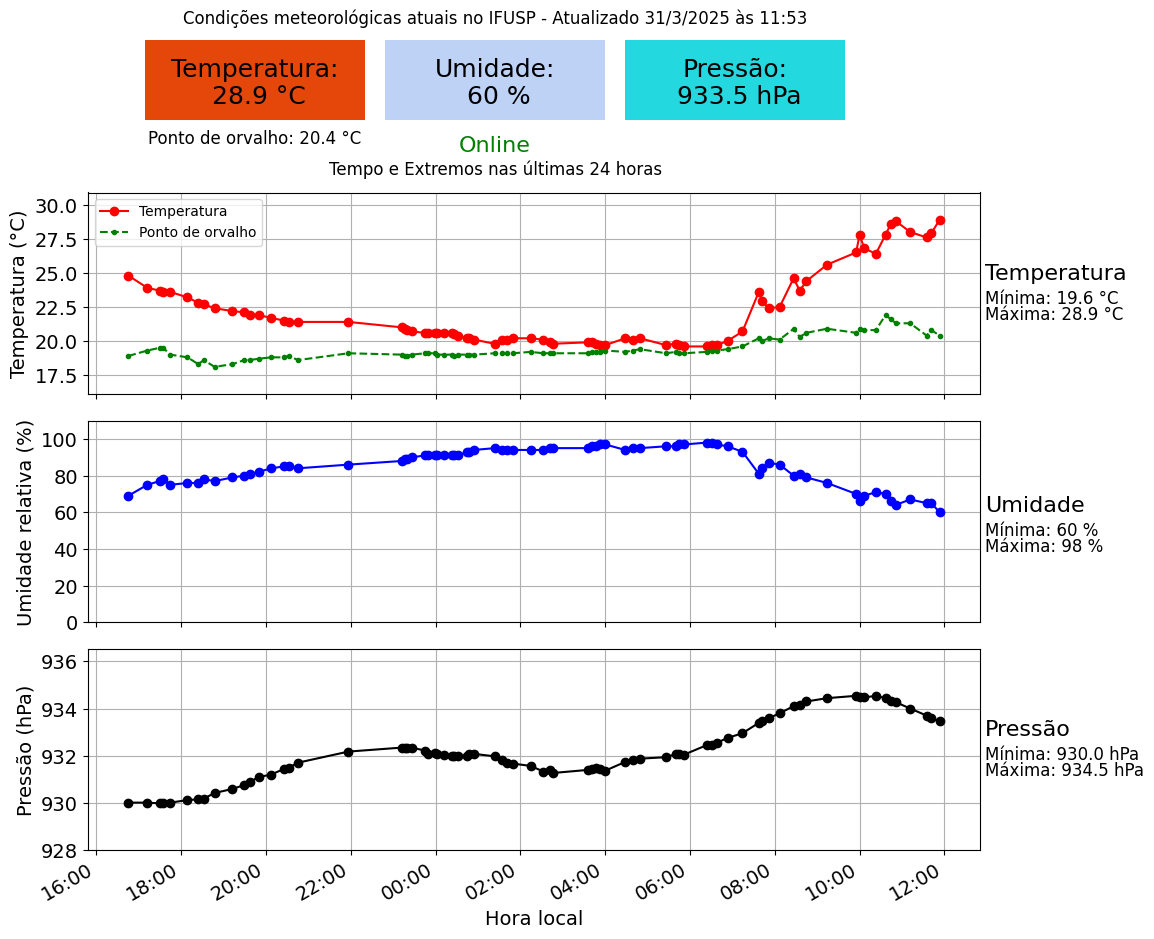 Condições meteorológicas atuais no IFUSP - Atualizado 31/3/2025 às 11:53
Temperatura:
28.9 °C
Umidade:
60 %
Pressão:
933.5 hPa
Ponto de orvalho: 20.4 °C
Online
Tempo e Extremos nas últimas 24 horas
Temperatura (°C)
30.0
27.5
25.0
22.5
20.0
17.5
Temperatura
Ponto de orvalho
Temperatura
Mínima: 19.6 °C
Máxima: 28.9 °C
Umidade relativa (%)
100
80
60
40
20
0
Umidade
Mínima: 60 %
Máxima: 98 %
Pressão (hPa)
936
934
932
930
928
Pressão
Mínima: 930.0 hPa
Máxima: 934.5 hPa
16:00
18:00
20:00
22:00
00:00
02:00
04:00
06:00
08:00
10:00
12:00
Hora local